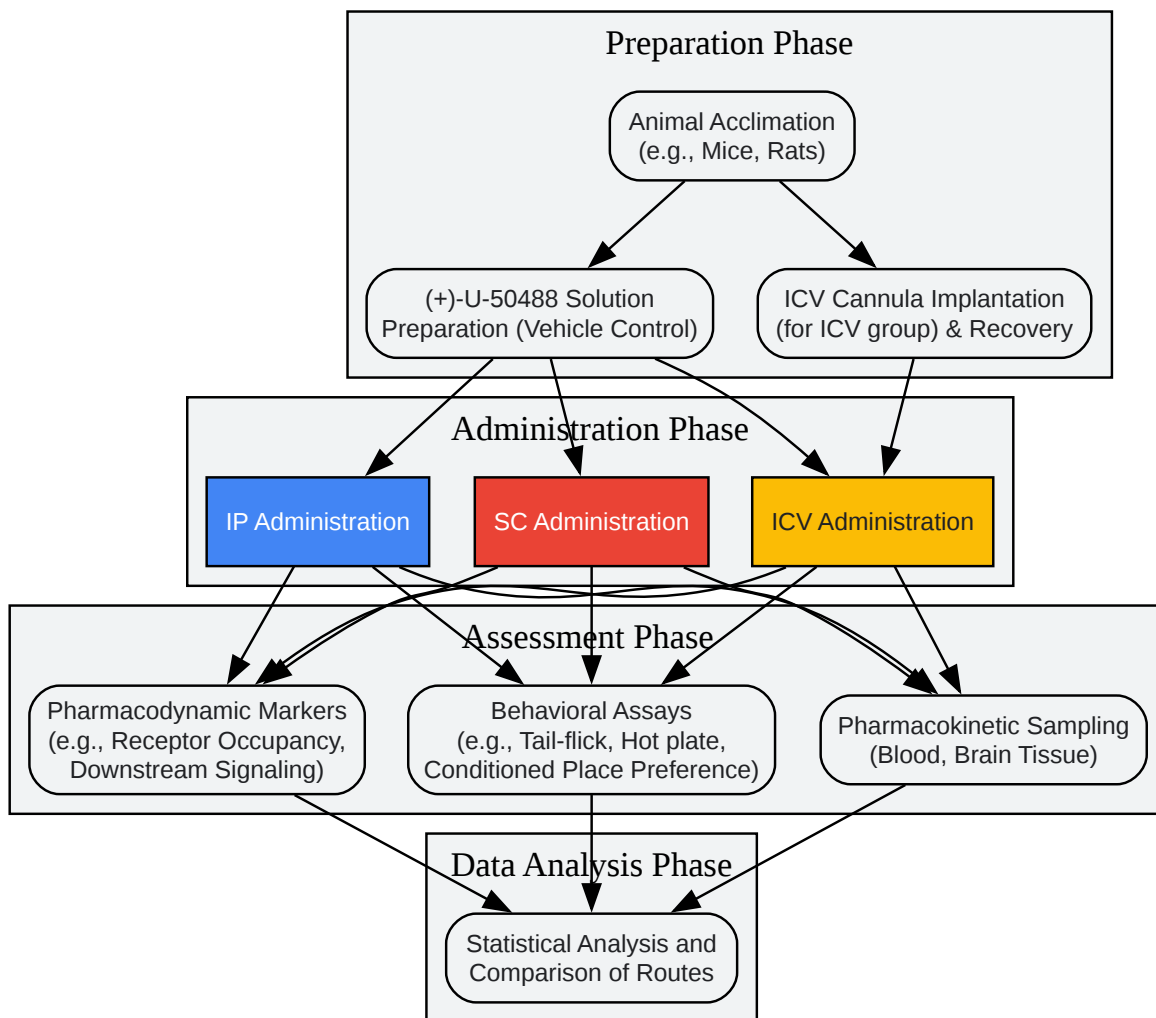 Preparation Phase
Animal Acclimation
(e.g., Mice, Rats)
(+)-U-50488 Solution
Preparation (Vehicle Control)
ICV Cannula Implantation
(for ICV group) & Recovery
Administration Phase
IP Administration
SC Administration
ICV Administration
Assessment Phase
Pharmacodynamic Markers
(e.g., Receptor Occupancy,
Downstream Signaling)
Behavioral Assays
(e.g., Tail-flick, Hot plate,
Conditioned Place Preference)
Pharmacokinetic Sampling
(Blood, Brain Tissue)
Data Analysis Phase
Statistical Analysis and
Comparison of Routes